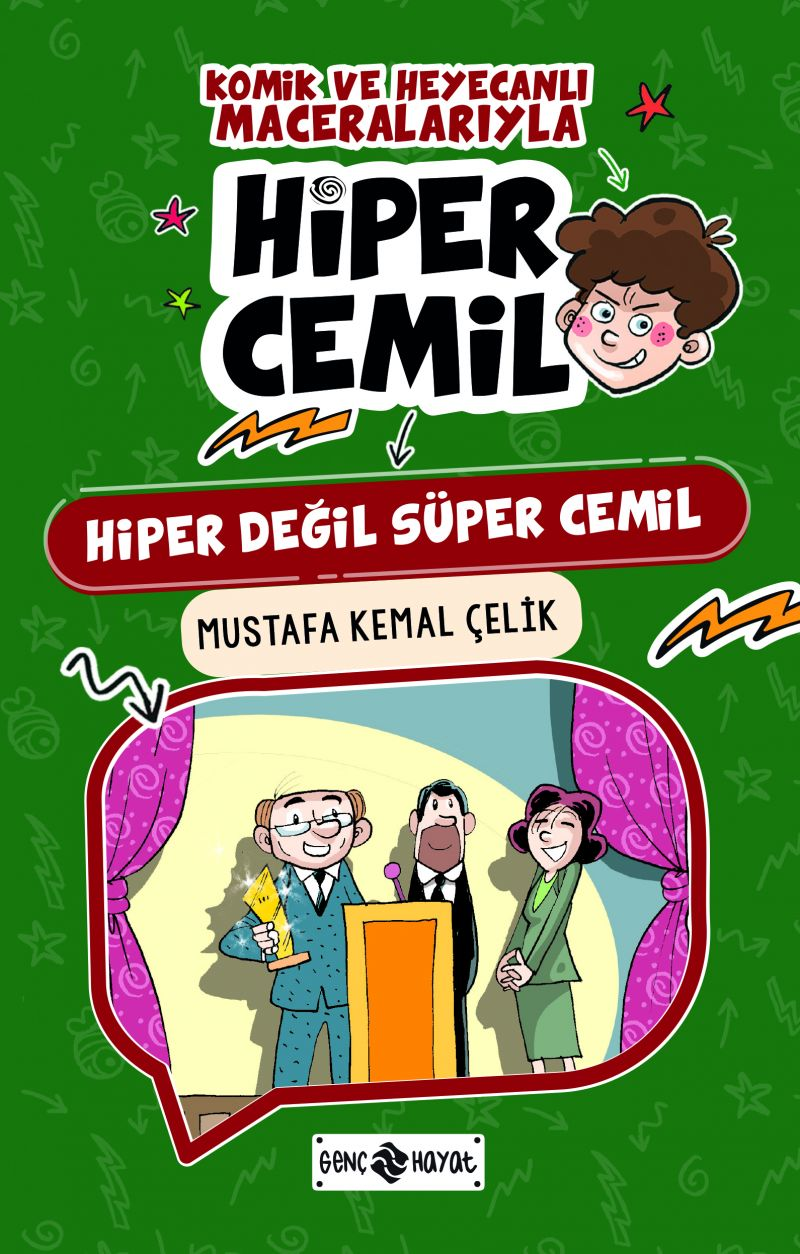 KOMİK VE HEYECANLI
MACERALARIYLA
HİPER
CEMİL
HİPER DEĞİL SÜPER CEMİL
MUSTAFA KEMAL ÇELİK
GENÇ HAYAT